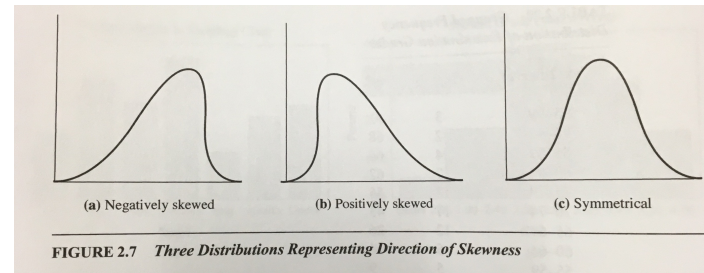 (a) Negatively skewed
(b) Positively skewed
(c) Symmetrical
FIGURE 2.7 Three Distributions Representing Direction of Skewness